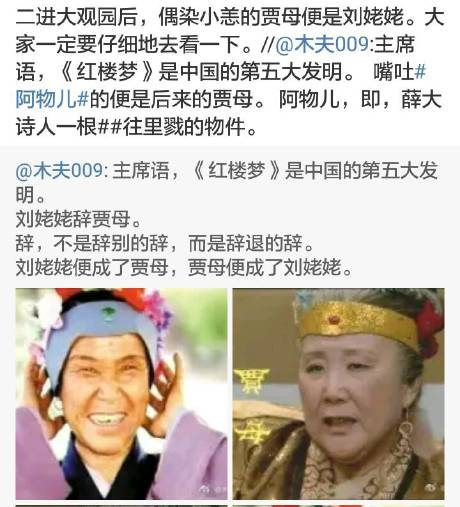 二进大观园后，偶染小恙的贾母便是刘姥姥。大
家一定要仔细地去看一下。//@木夫009:主席
语，《红楼梦》是中国的第五大发明。 嘴吐#
阿物儿#的便是后来的贾母。 阿物儿，即，薛大
诗人一根##往里戳的物件。
@木夫009: 主席语，《红楼梦》是中国的第五大发
明。
刘姥姥辞贾母。
辞，不是辞别的辞，而是辞退的辞。
刘姥姥便成了贾母，贾母便成了刘姥姥。
賈母